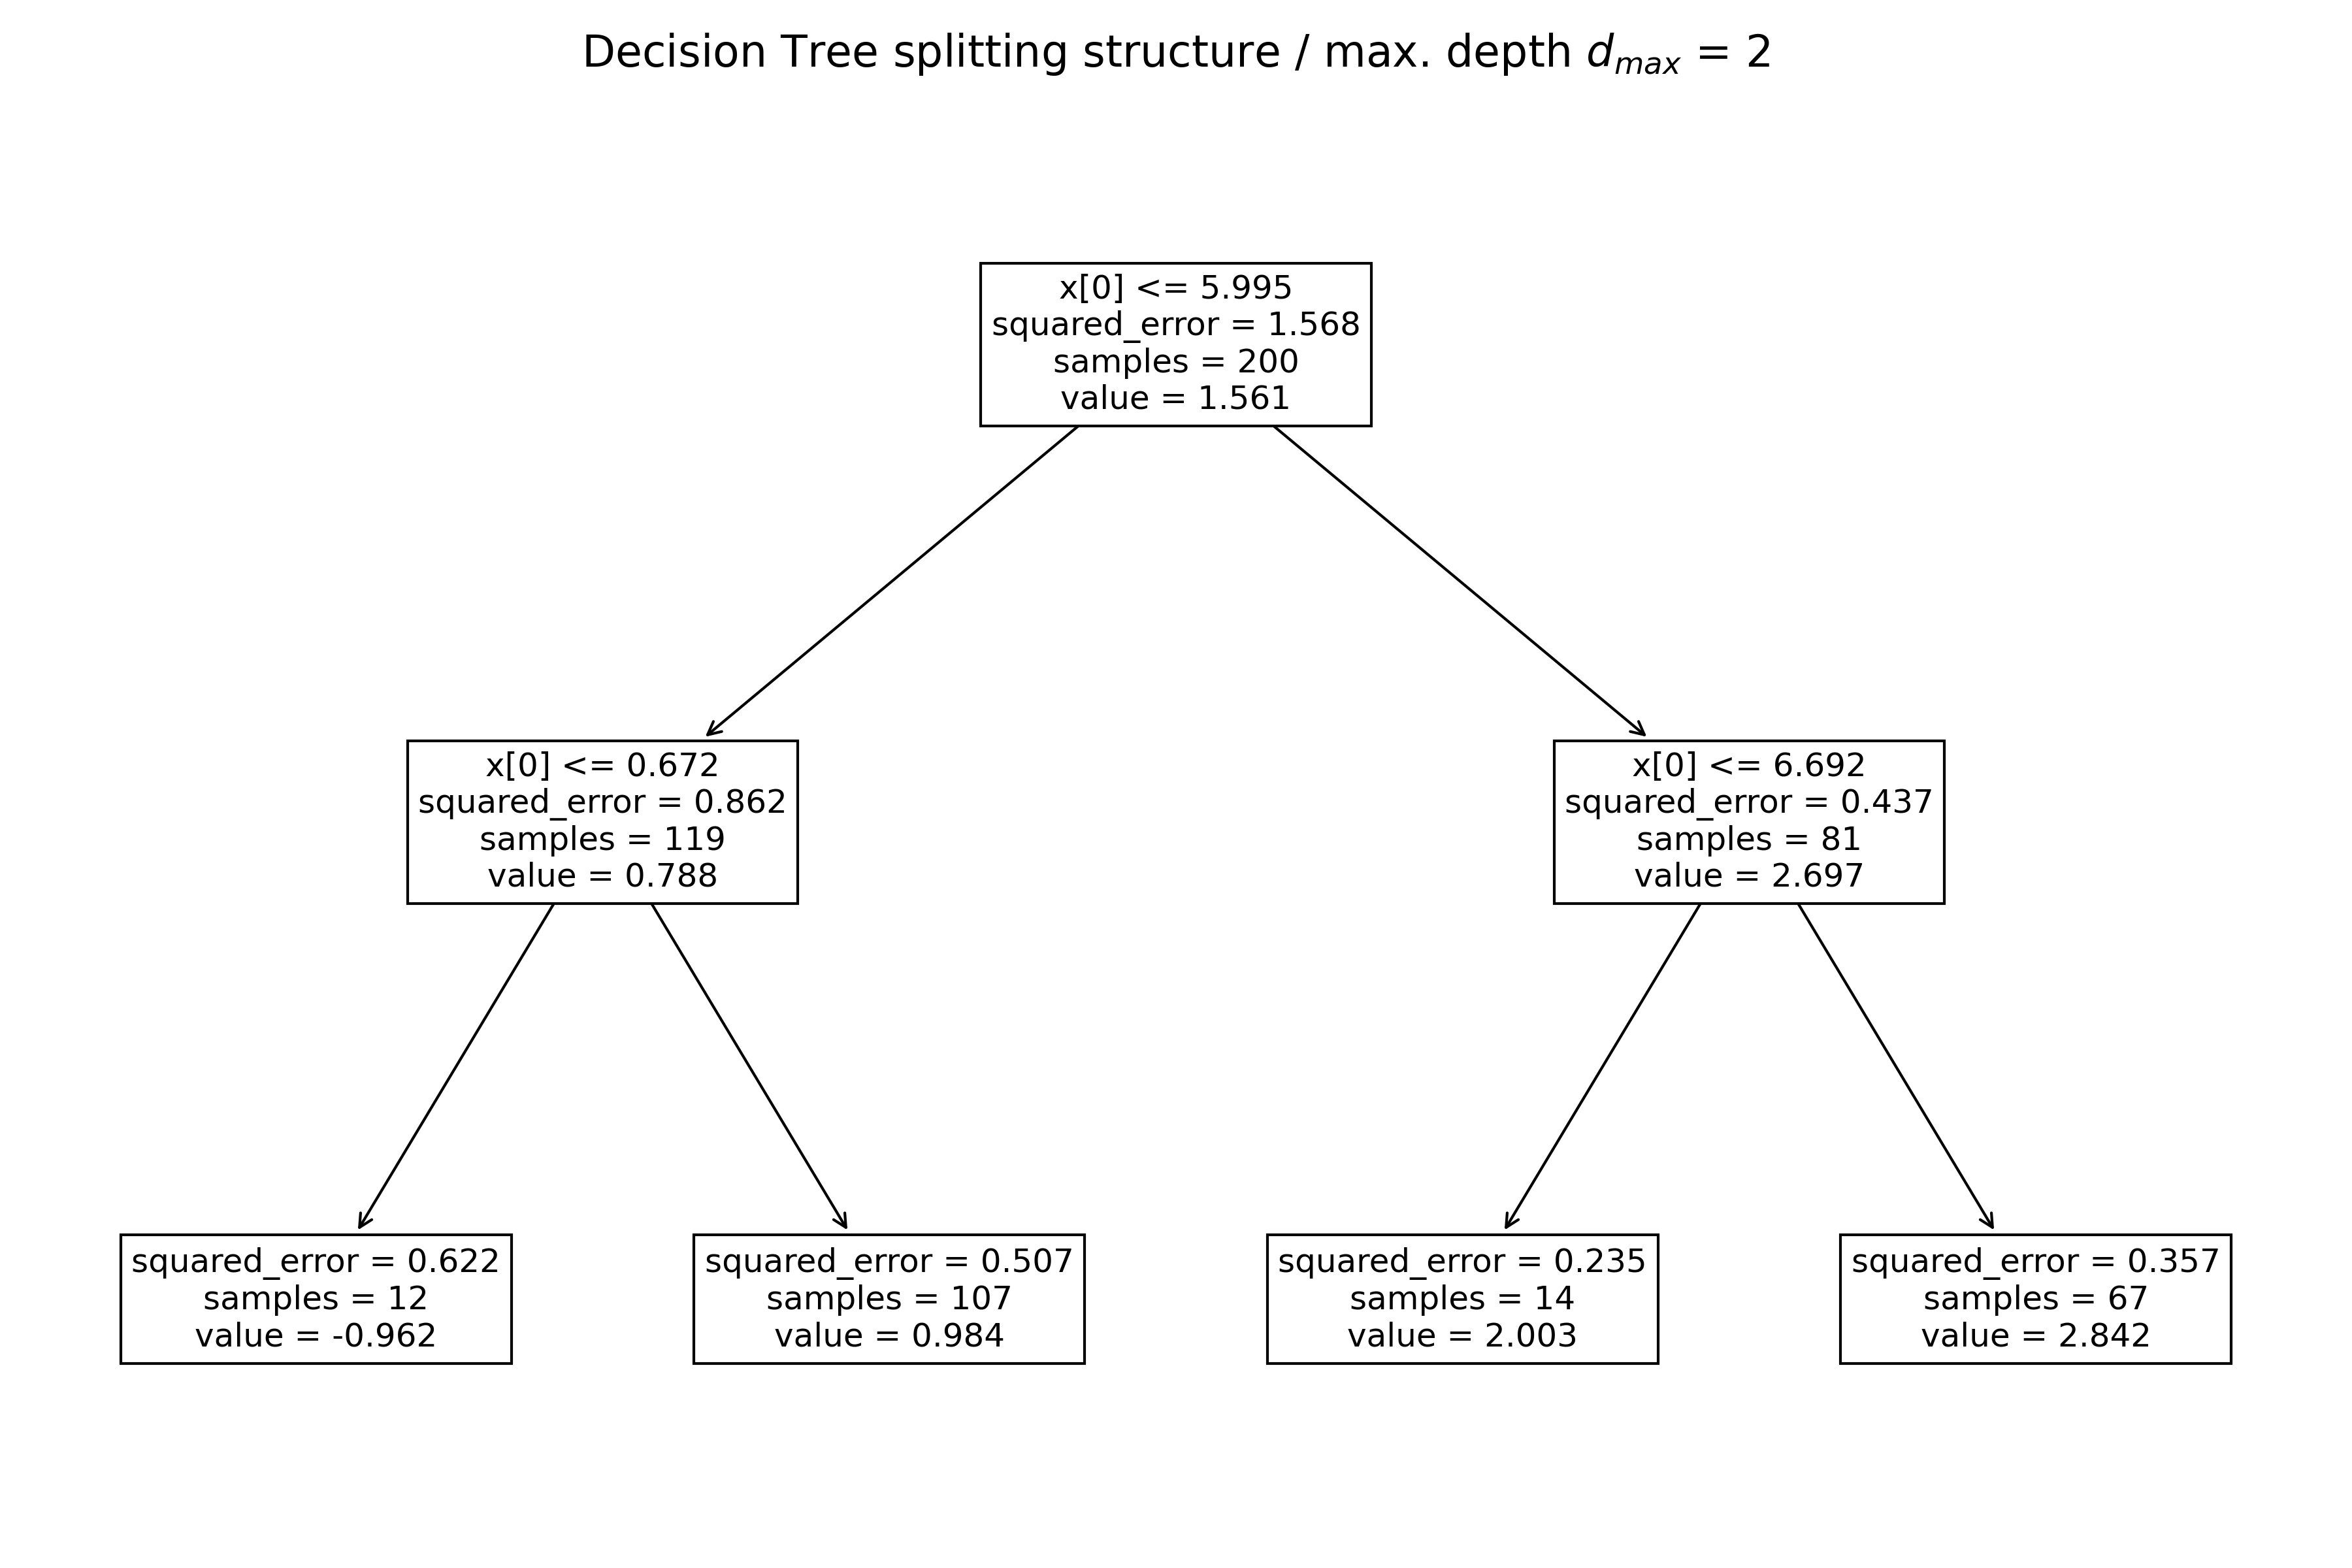 Decision Tree splitting structure / max. depth d_max = 2
x[0] <= 5.995
squared_error = 1.568
samples = 200
value = 1.561
x[0] <= 0.672
squared_error = 0.862
samples = 119
value = 0.788
x[0] <= 6.692
squared_error = 0.437
samples = 81
value = 2.697
squared_error = 0.622
samples = 12
value = -0.962
squared_error = 0.507
samples = 107
value = 0.984
squared_error = 0.235
samples = 14
value = 2.003
squared_error = 0.357
samples = 67
value = 2.842